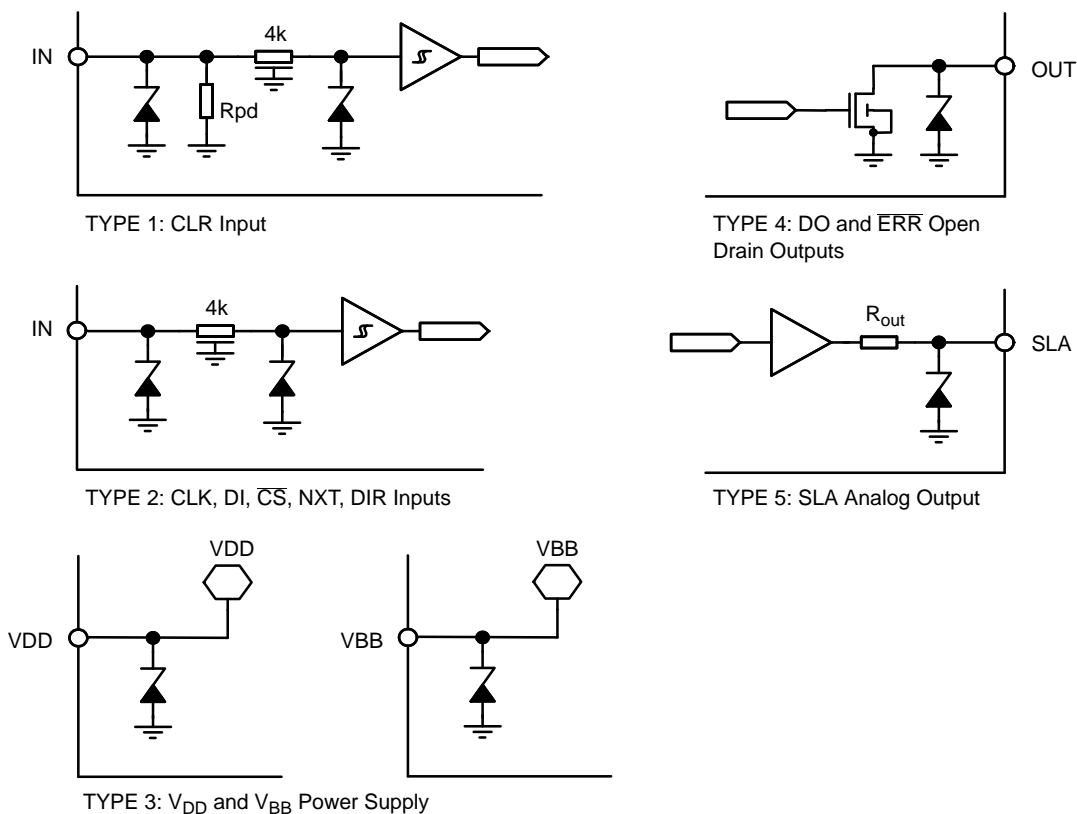 IN
4k
Rpd
TYPE 1: CLR Input
OUT
TYPE 4: DO and E̅R̅R̅ Open
Drain Outputs
IN
4k
TYPE 2: CLK, DI, C̅S̅, NXT, DIR Inputs
Rout
SLA
TYPE 5: SLA Analog Output
VDD
VDD
VBB
VBB
TYPE 3: VDD and VBB Power Supply